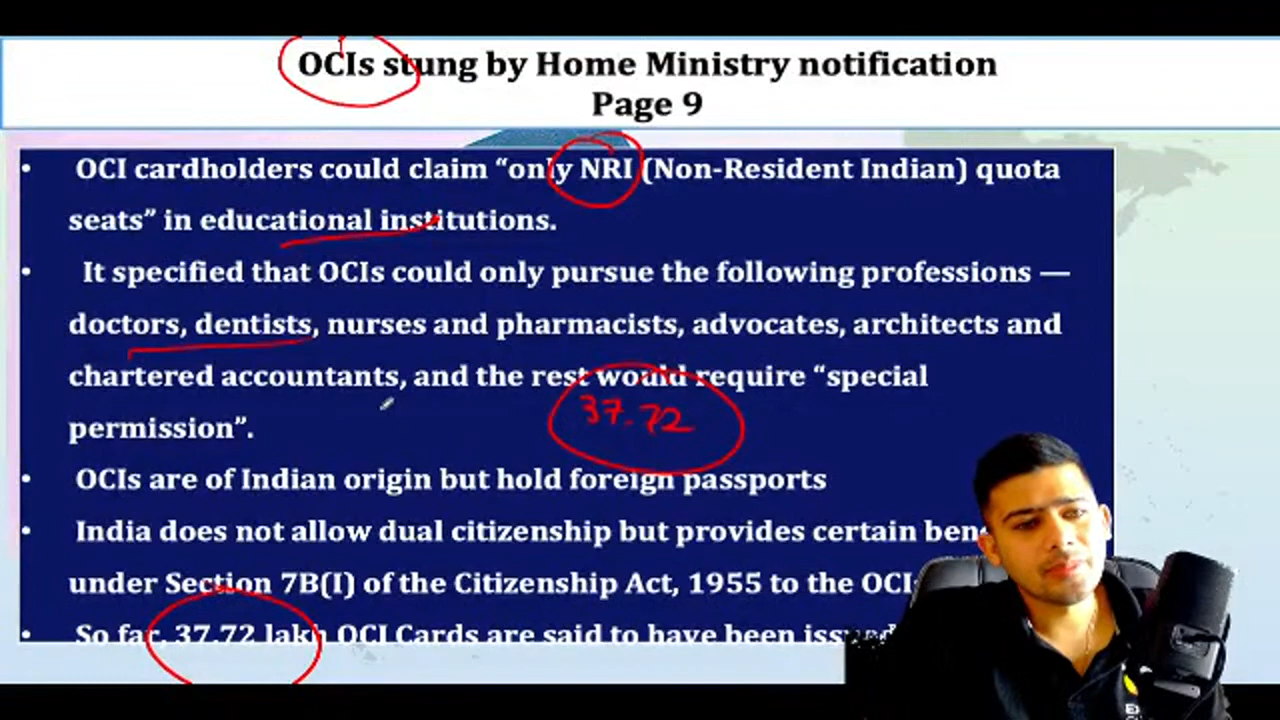 OCIs stung by Home Ministry notification
Page 9
• OCI cardholders could claim “only NRI (Non-Resident Indian) quota
seats” in educational institutions.
• It specified that OCIs could only pursue the following professions —
doctors, dentists, nurses and pharmacists, advocates, architects and
chartered accountants, and the rest would require “special
37.72
permission”.
• OCIs are of Indian origin but hold foreign passports
• India does not allow dual citizenship but provides certain
under Section 7B(I) of the Citizenship Act, 1955 to the
• So far, 37.72 lakh OCI Cards are said to have been issued